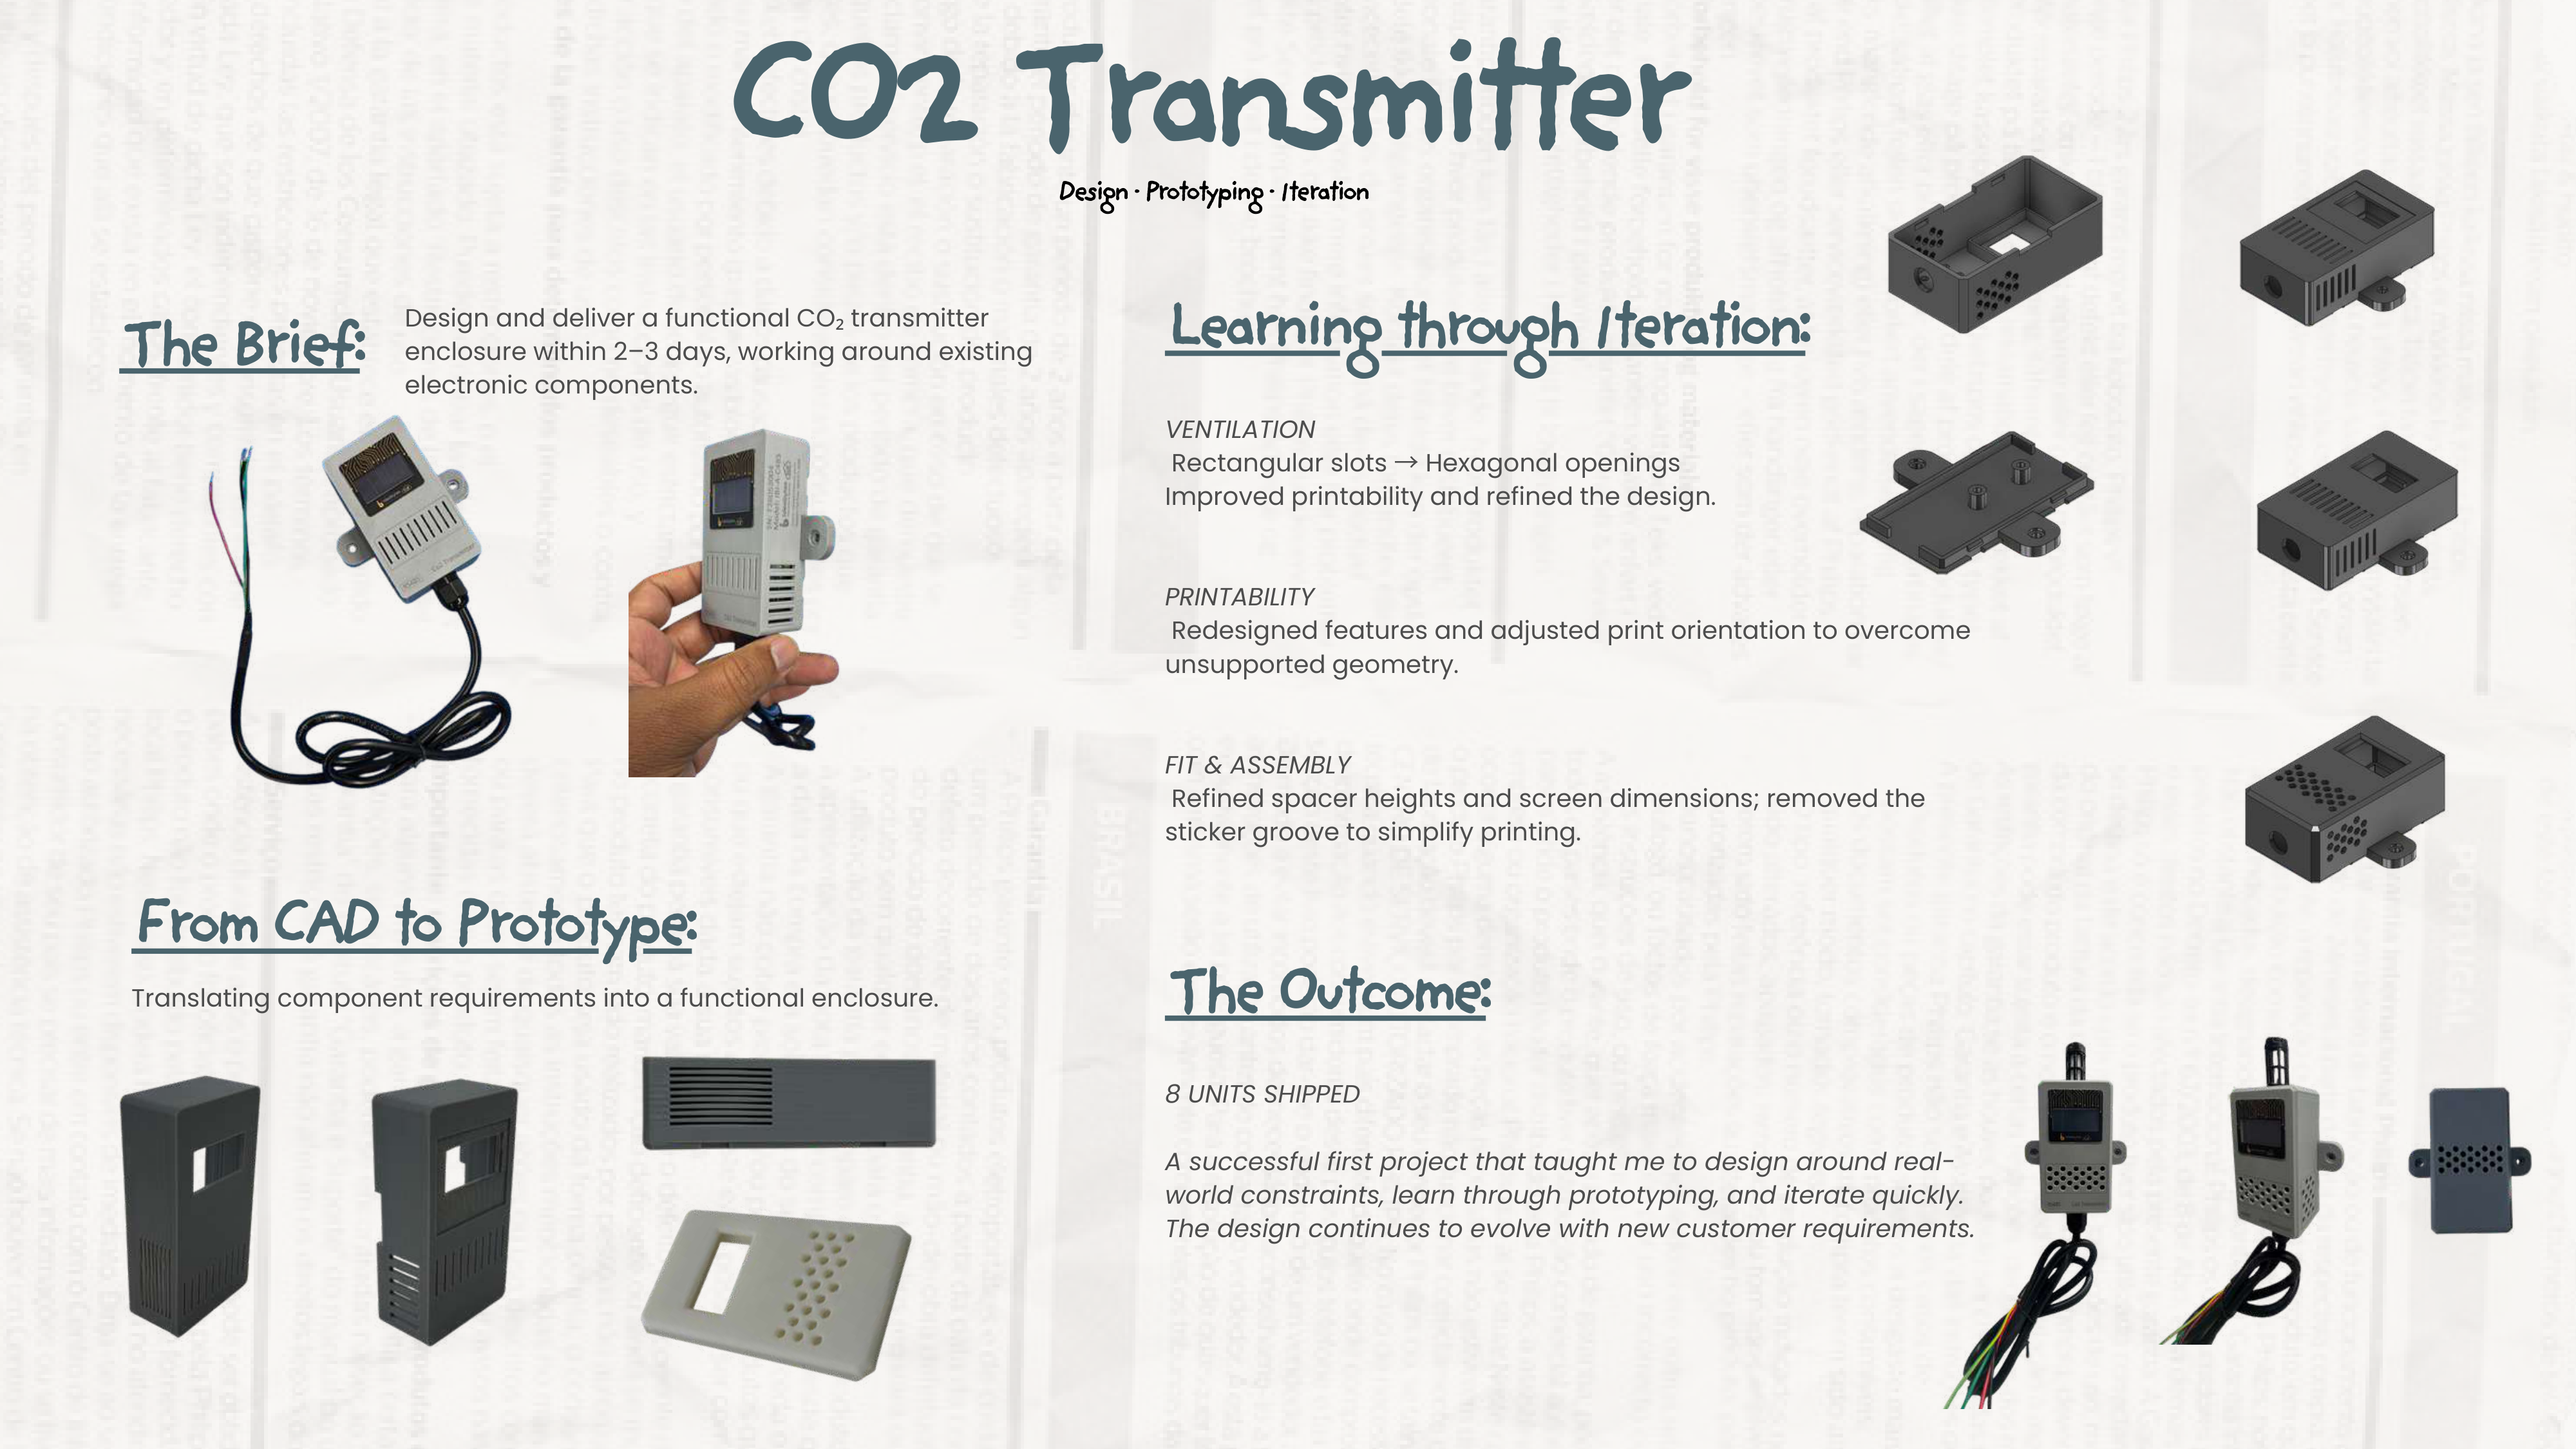 CO2 Transmitter
Design · Prototyping · Iteration
The Brief:
Design and deliver a functional CO₂ transmitter
enclosure within 2–3 days, working around existing
electronic components.
From CAD to Prototype:
Translating component requirements into a functional enclosure.
Learning through Iteration:
VENTILATION
Rectangular slots → Hexagonal openings
Improved printability and refined the design.
PRINTABILITY
Redesigned features and adjusted print orientation to overcome
unsupported geometry.
FIT & ASSEMBLY
Refined spacer heights and screen dimensions; removed the
sticker groove to simplify printing.
The Outcome:
8 UNITS SHIPPED
A successful first project that taught me to design around real-
world constraints, learn through prototyping, and iterate quickly.
The design continues to evolve with new customer requirements.